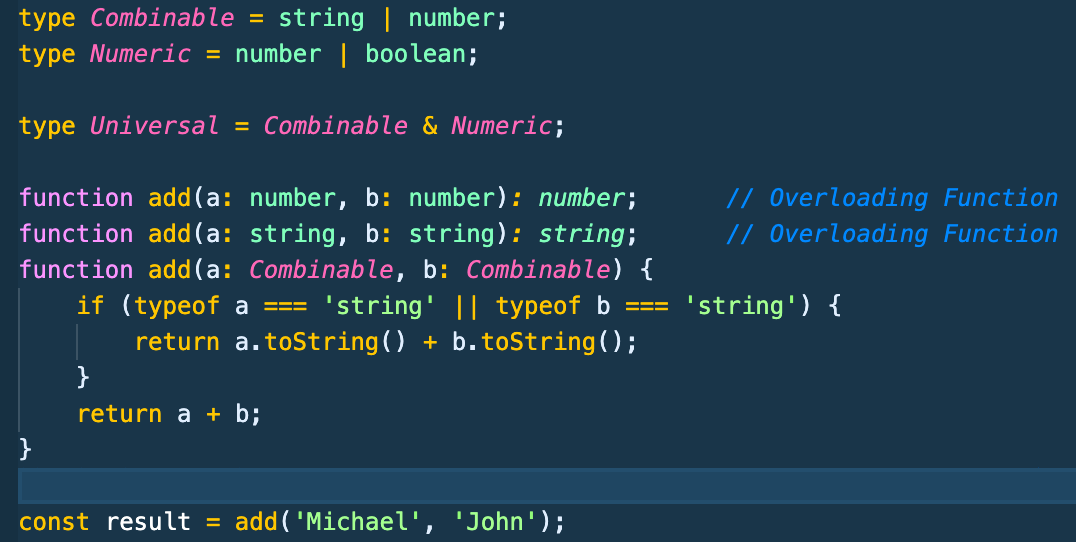 type Combinable = string | number;
type Numeric = number | boolean;
type Universal = Combinable & Numeric;
function add(a: number, b: number): number; // Overloading Function
function add(a: string, b: string): string; // Overloading Function
function add(a: Combinable, b: Combinable) {
if (typeof a === 'string' || typeof b === 'string') {
return a.toString() + b.toString();
}
return a + b;
}
const result = add('Michael', 'John');